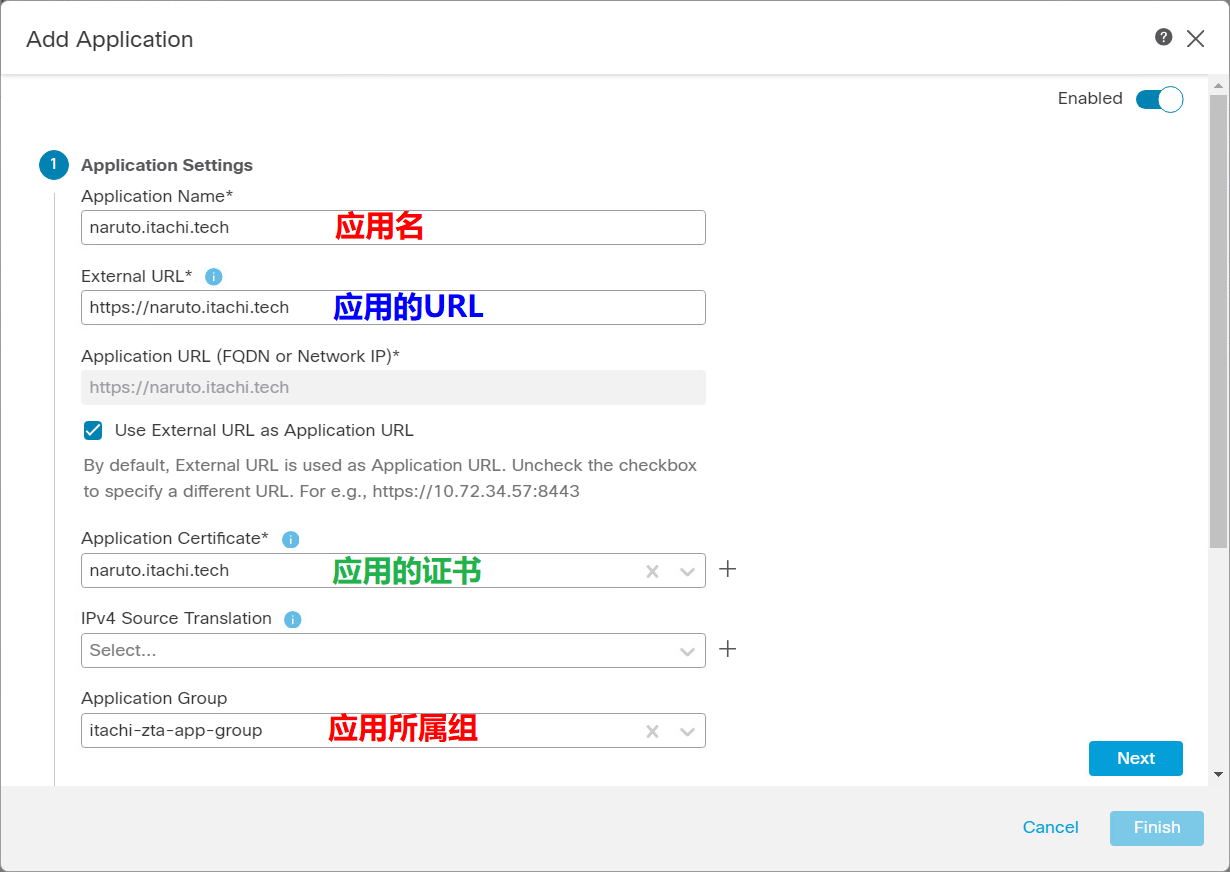 Add Application
Enabled
1 Application Settings
Application Name*
naruto.itachi.tech 应用名
External URL*
https://naruto.itachi.tech 应用的URL
Application URL (FQDN or Network IP)*
https://naruto.itachi.tech
Use External URL as Application URL
By default, External URL is used as Application URL. Uncheck the checkbox
to specify a different URL. For e.g., https://10.72.34.57:8443
Application Certificate*
naruto.itachi.tech 应用的证书
IPv4 Source Translation
Select...
Application Group
itachi-zta-app-group 应用所属组
Next
Cancel Finish